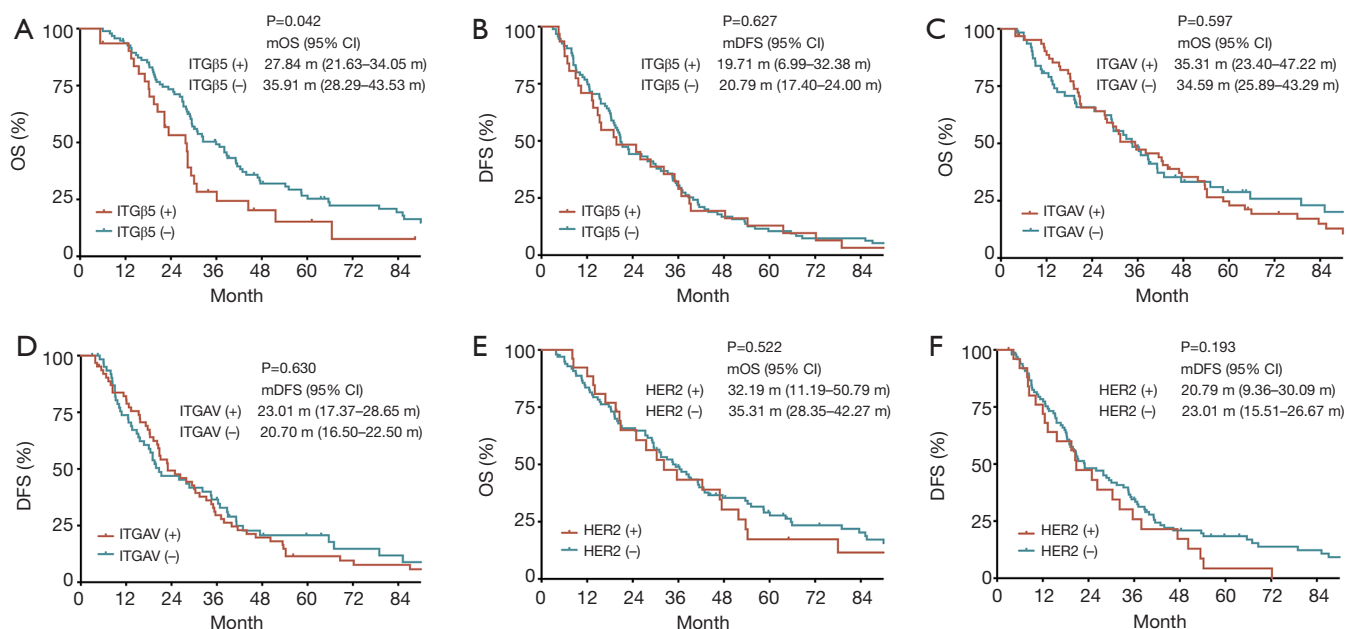 A
P=0.042
mOS (95% CI)
ITGβ5 (+) 27.84 m (21.63–34.05 m)
ITGβ5 (–) 35.91 m (28.29–43.53 m)
100
75
50
25
0
OS (%)
ITGβ5 (+)
ITGβ5 (–)
0 12 24 36 48 60 72 84
Month
B
P=0.627
mDFS (95% CI)
ITGβ5 (+) 19.71 m (6.99–32.38 m)
ITGβ5 (–) 20.79 m (17.40–24.00 m)
100
75
50
25
0
DFS (%)
ITGβ5 (+)
ITGβ5 (–)
0 12 24 36 48 60 72 84
Month
C
P=0.597
mOS (95% CI)
ITGAV (+) 35.31 m (23.40–47.22 m)
ITGAV (–) 34.59 m (25.89–43.29 m)
100
75
50
25
0
OS (%)
ITGAV (+)
ITGAV (–)
0 12 24 36 48 60 72 84
Month
D
P=0.630
mDFS (95% CI)
ITGAV (+) 23.01 m (17.37–28.65 m)
ITGAV (–) 20.70 m (16.50–22.50 m)
100
75
50
25
0
DFS (%)
ITGAV (+)
ITGAV (–)
0 12 24 36 48 60 72 84
Month
E
P=0.522
mOS (95% CI)
HER2 (+) 32.19 m (11.19–50.79 m)
HER2 (–) 35.31 m (28.35–42.27 m)
100
75
50
25
0
OS (%)
HER2 (+)
HER2 (–)
0 12 24 36 48 60 72 84
Month
F
P=0.193
mDFS (95% CI)
HER2 (+) 20.79 m (9.36–30.09 m)
HER2 (–) 23.01 m (15.51–26.67 m)
100
75
50
25
0
DFS (%)
HER2 (+)
HER2 (–)
0 12 24 36 48 60 72 84
Month